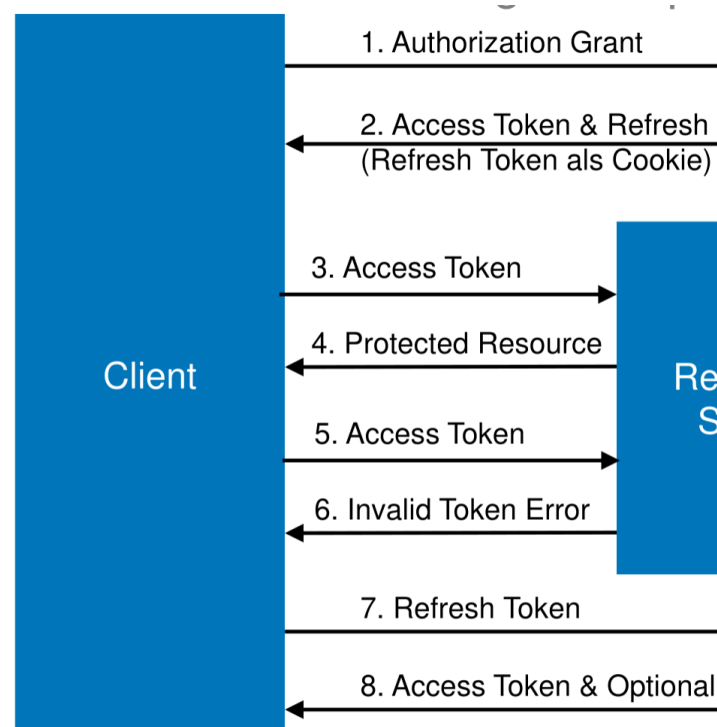 1. Authorization Grant
2. Access Token & Refresh
(Refresh Token als Cookie)
3. Access Token
4. Protected Resource
Client
5. Access Token
6. Invalid Token Error
7. Refresh Token
8. Access Token & Optional